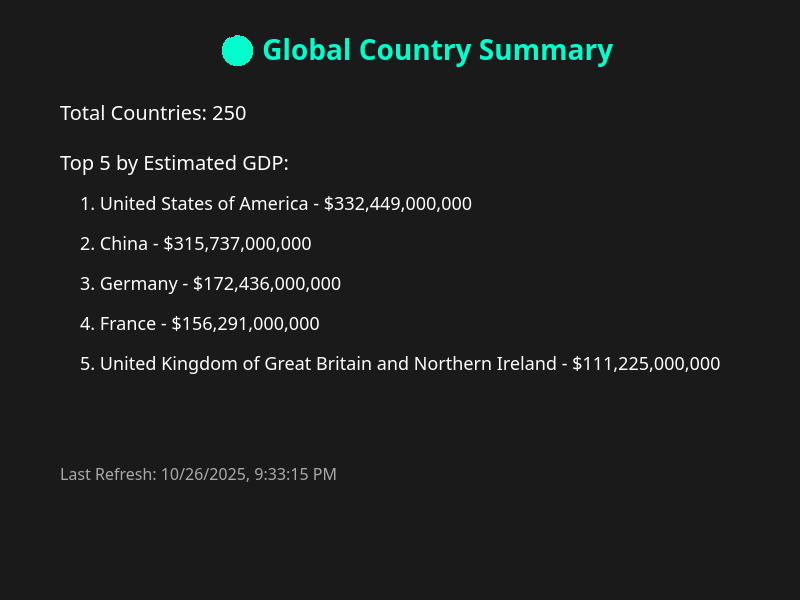 Global Country Summary
Total Countries: 250
Top 5 by Estimated GDP:
1. United States of America - $332,449,000,000
2. China - $315,737,000,000
3. Germany - $172,436,000,000
4. France - $156,291,000,000
5. United Kingdom of Great Britain and Northern Ireland - $111,225,000,000
Last Refresh: 10/26/2025, 9:33:15 PM